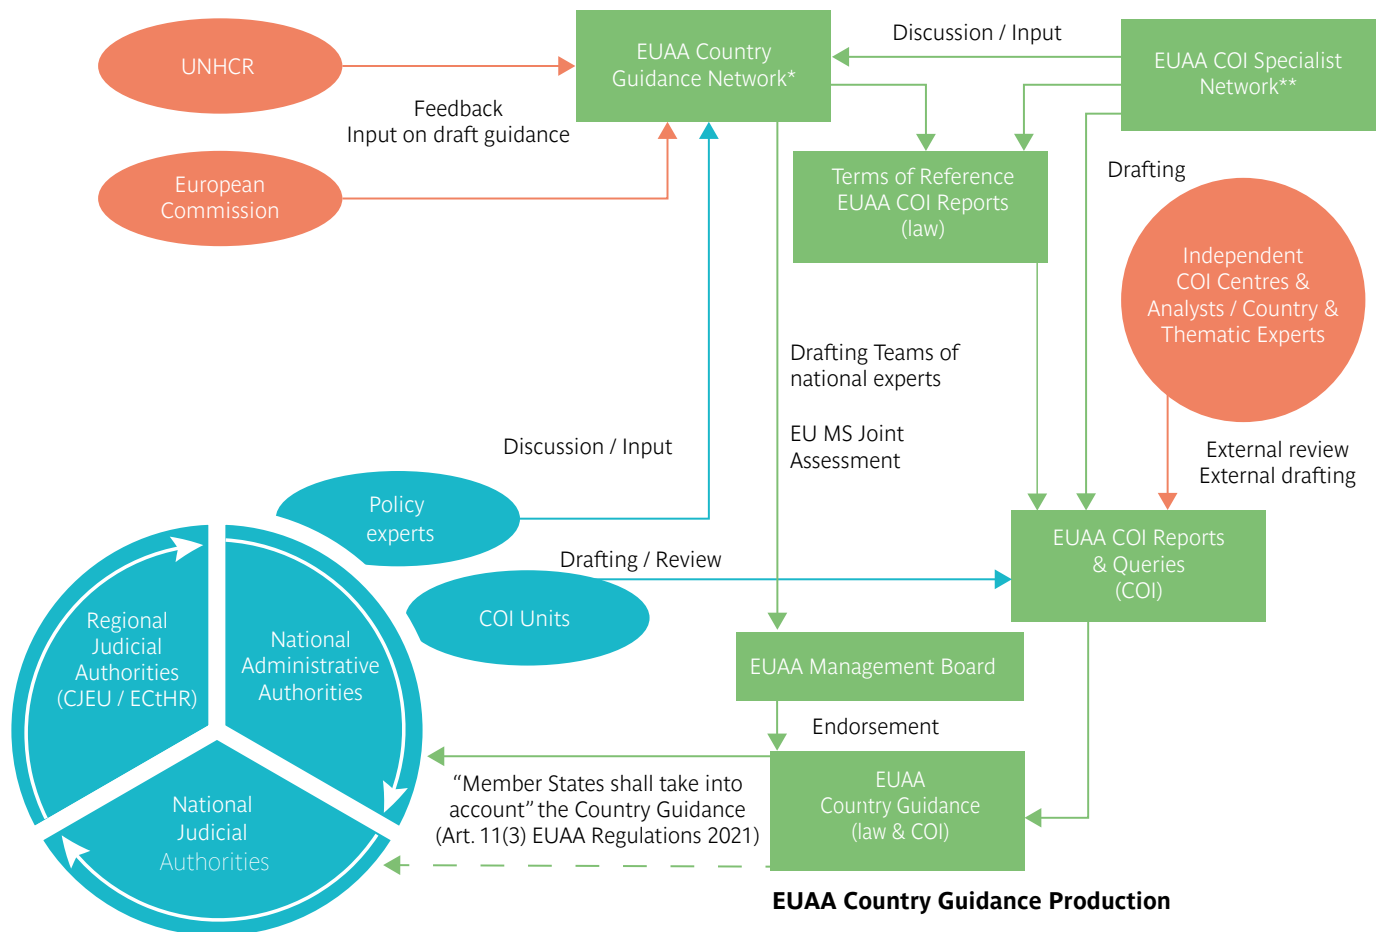 UNHCR
EUAA Country
Guidance Network*
Discussion / Input
EUAA COI Specialist
Network**
Feedback
Input on draft guidance
European
Commission
Terms of Reference
EUAA COI Reports
(law)
Drafting
Independent
COI Centres &
Analysts / Country &
Thematic Experts
Drafting Teams of
national experts
EU MS Joint
Assessment
External review
External drafting
Discussion / Input
Policy
experts
Drafting / Review
COI Units
EUAA COI Reports
& Queries
(COI)
Regional
Judicial
Authorities
(CJEU / ECtHR)
National
Administrative
Authorities
National
Judicial
Authorities
EUAA Management Board
Endorsement
"Member States shall take into
account" the Country Guidance
(Art. 11(3) EUAA Regulations 2021)
EUAA
Country Guidance
(law & COI)
EUAA Country Guidance Production